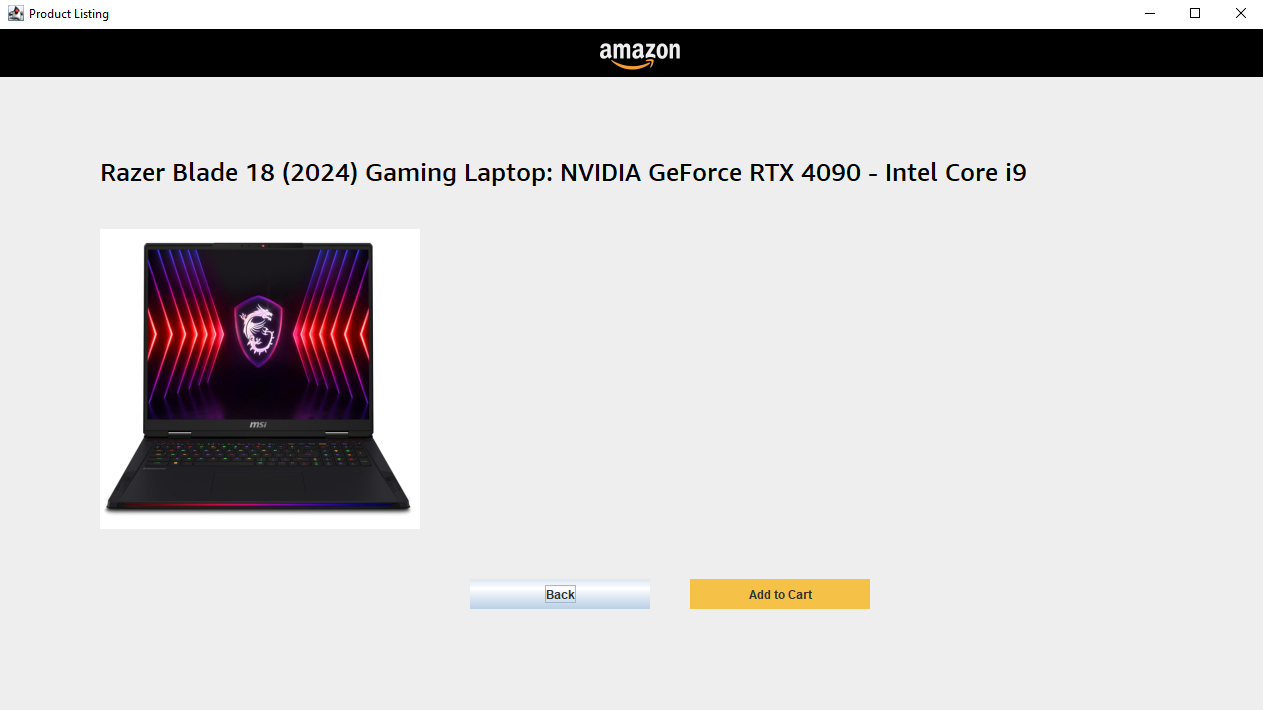 Product Listing
amazon
Razer Blade 18 (2024) Gaming Laptop: NVIDIA GeForce RTX 4090 - Intel Core i9
msi
Back
Add to Cart